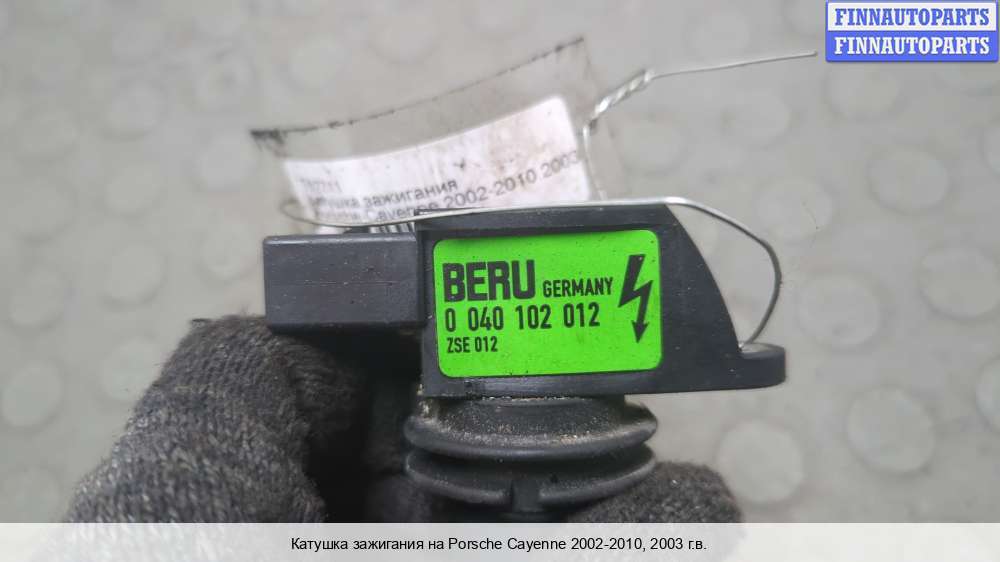 FINNAUTOPARTS
FINNAUTOPARTS
зажигания
Cayenne 2002-2010 2003
BERU GERMANY
0 040 102 012
ZSE 012
Катушка зажигания на Porsche Cayenne 2002-2010, 2003 г.в.